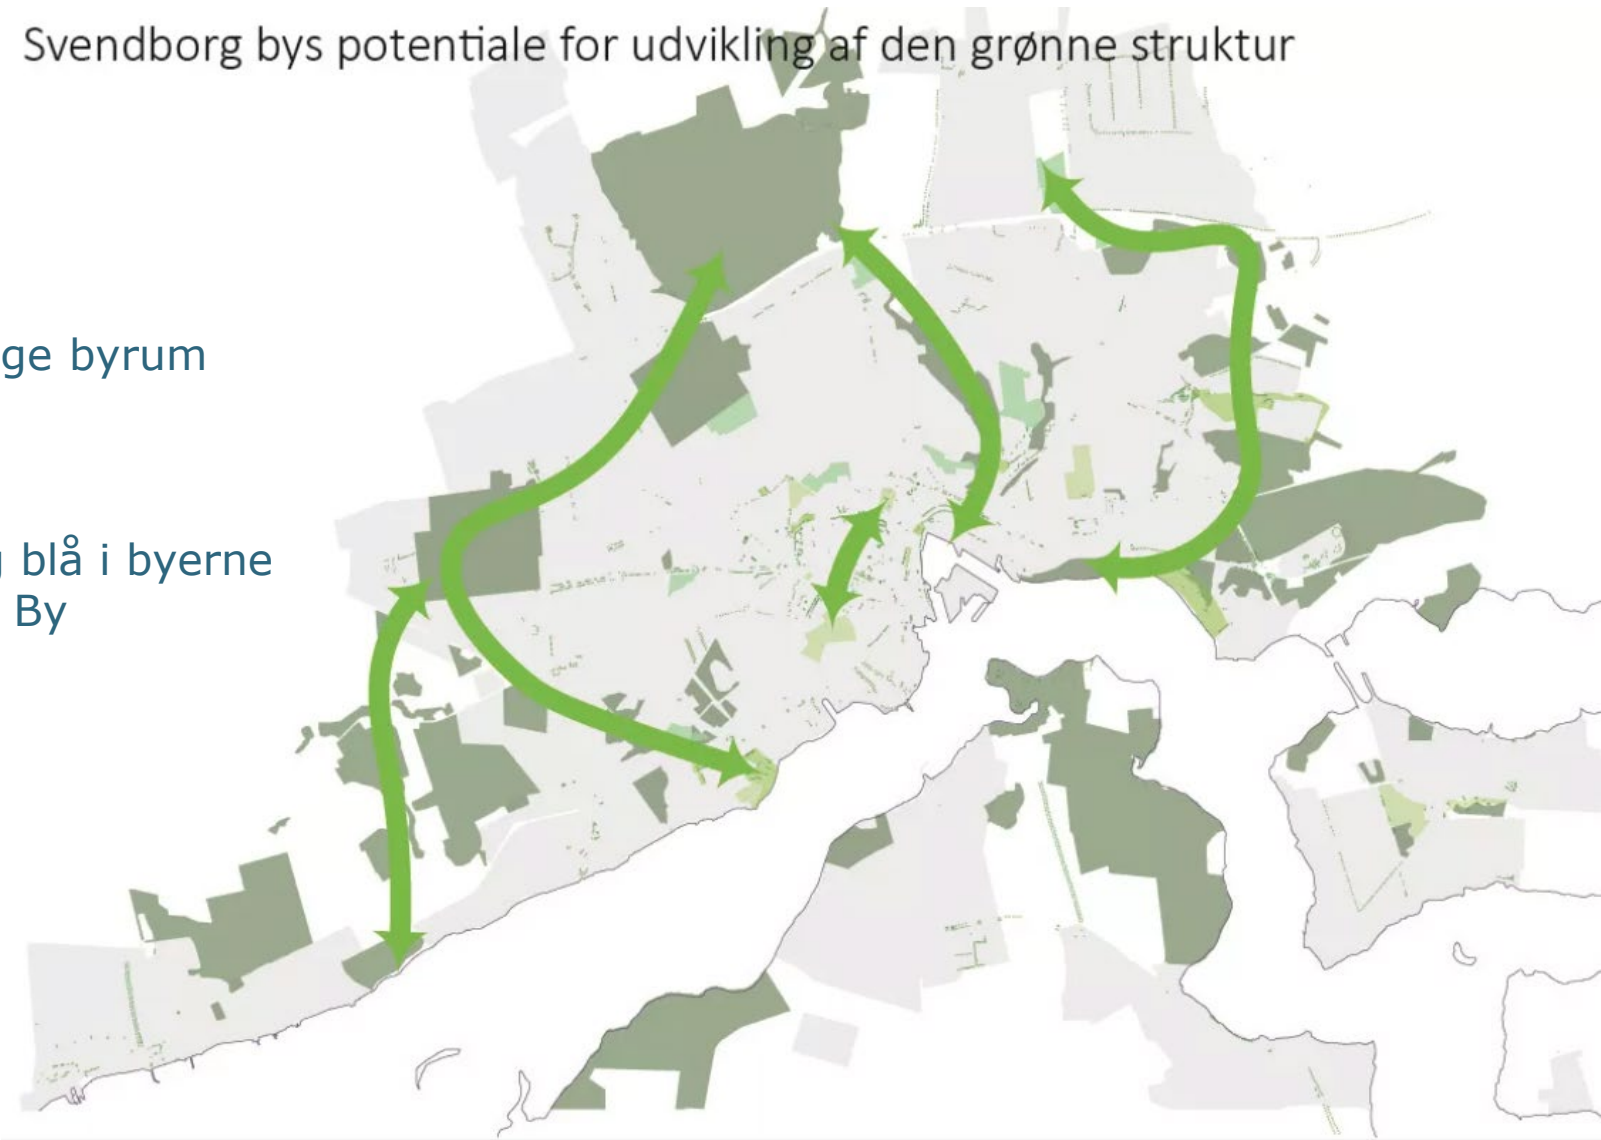 Svendborg bys potentiale for udvikling af den grønne struktur
ge byrum
blå i byerne
By